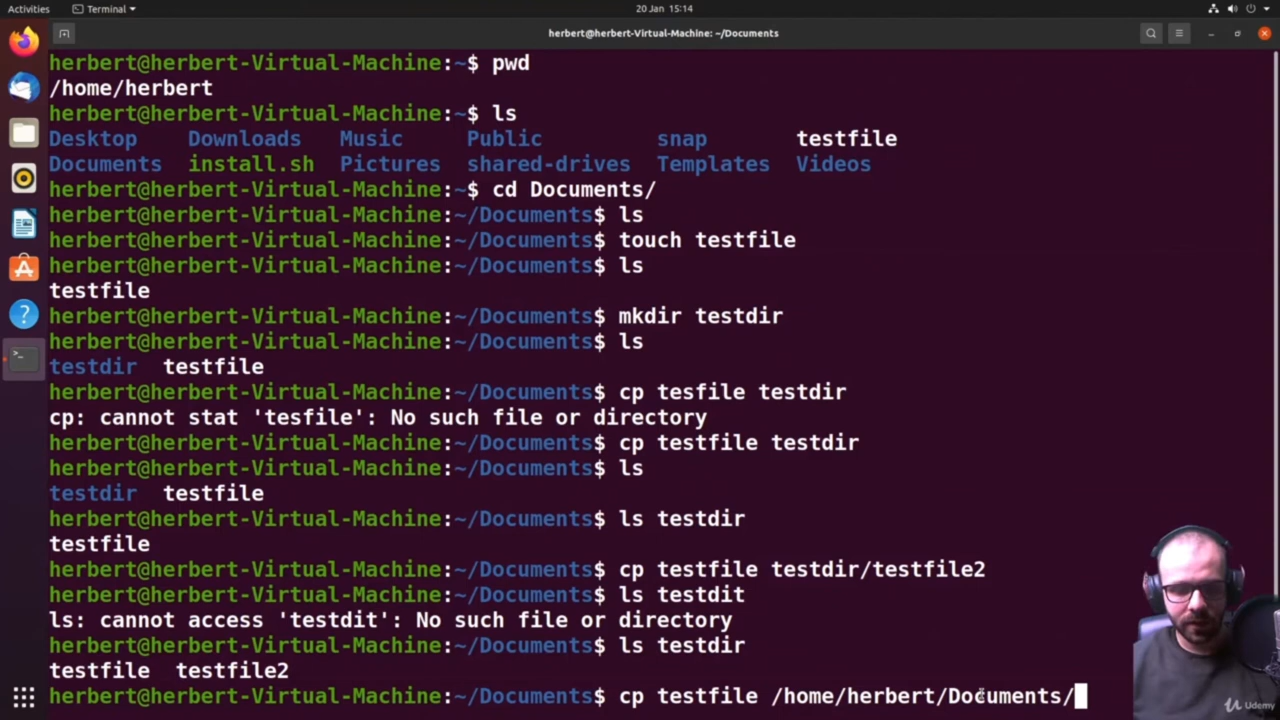 Activities
Terminal
20 Jan 15:14
herbert@herbert-Virtual-Machine: ~/Documents
herbert@herbert-Virtual-Machine:~$ pwd
/home/herbert
herbert@herbert-Virtual-Machine:~$ ls
Desktop Downloads Music Public snap testfile
Documents install.sh Pictures shared-drives Templates Videos
herbert@herbert-Virtual-Machine:~$ cd Documents/
herbert@herbert-Virtual-Machine:~/Documents$ ls
herbert@herbert-Virtual-Machine:~/Documents$ touch testfile
herbert@herbert-Virtual-Machine:~/Documents$ ls
testfile
herbert@herbert-Virtual-Machine:~/Documents$ mkdir testdir
herbert@herbert-Virtual-Machine:~/Documents$ ls
testdir testfile
herbert@herbert-Virtual-Machine:~/Documents$ cp tesfile testdir
cp: cannot stat 'tesfile': No such file or directory
herbert@herbert-Virtual-Machine:~/Documents$ cp testfile testdir
herbert@herbert-Virtual-Machine:~/Documents$ ls
testdir testfile
herbert@herbert-Virtual-Machine:~/Documents$ ls testdir
testfile
herbert@herbert-Virtual-Machine:~/Documents$ cp testfile testdir/testfile2
herbert@herbert-Virtual-Machine:~/Documents$ ls testdit
ls: cannot access 'testdit': No such file or directory
herbert@herbert-Virtual-Machine:~/Documents$ ls testdir
testfile testfile2
herbert@herbert-Virtual-Machine:~/Documents$ cp testfile /home/herbert/Documents/
Udemy